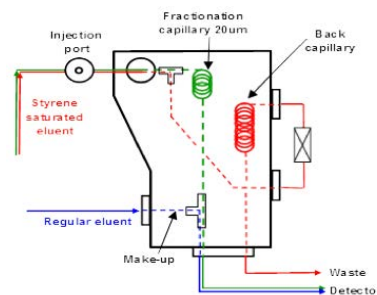 Fractionation
capillary 20um
Injection
port
Back
capillary
Styrene
saturated
eluent
Regular eluent
Make-up
Waste
Detecto